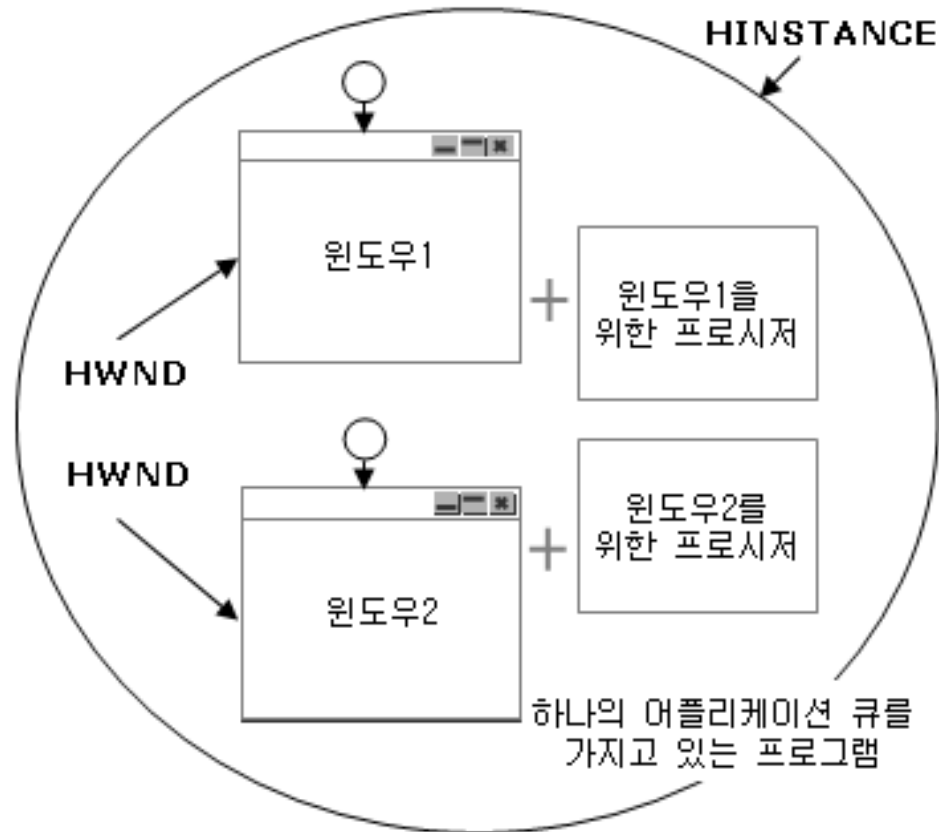 HINSTANCE
윈도우1
윈도우1을
위한 프로시저
HWND
HWND
윈도우2
윈도우2를
위한 프로시저
하나의 어플리케이션 큐를
가지고 있는 프로그램